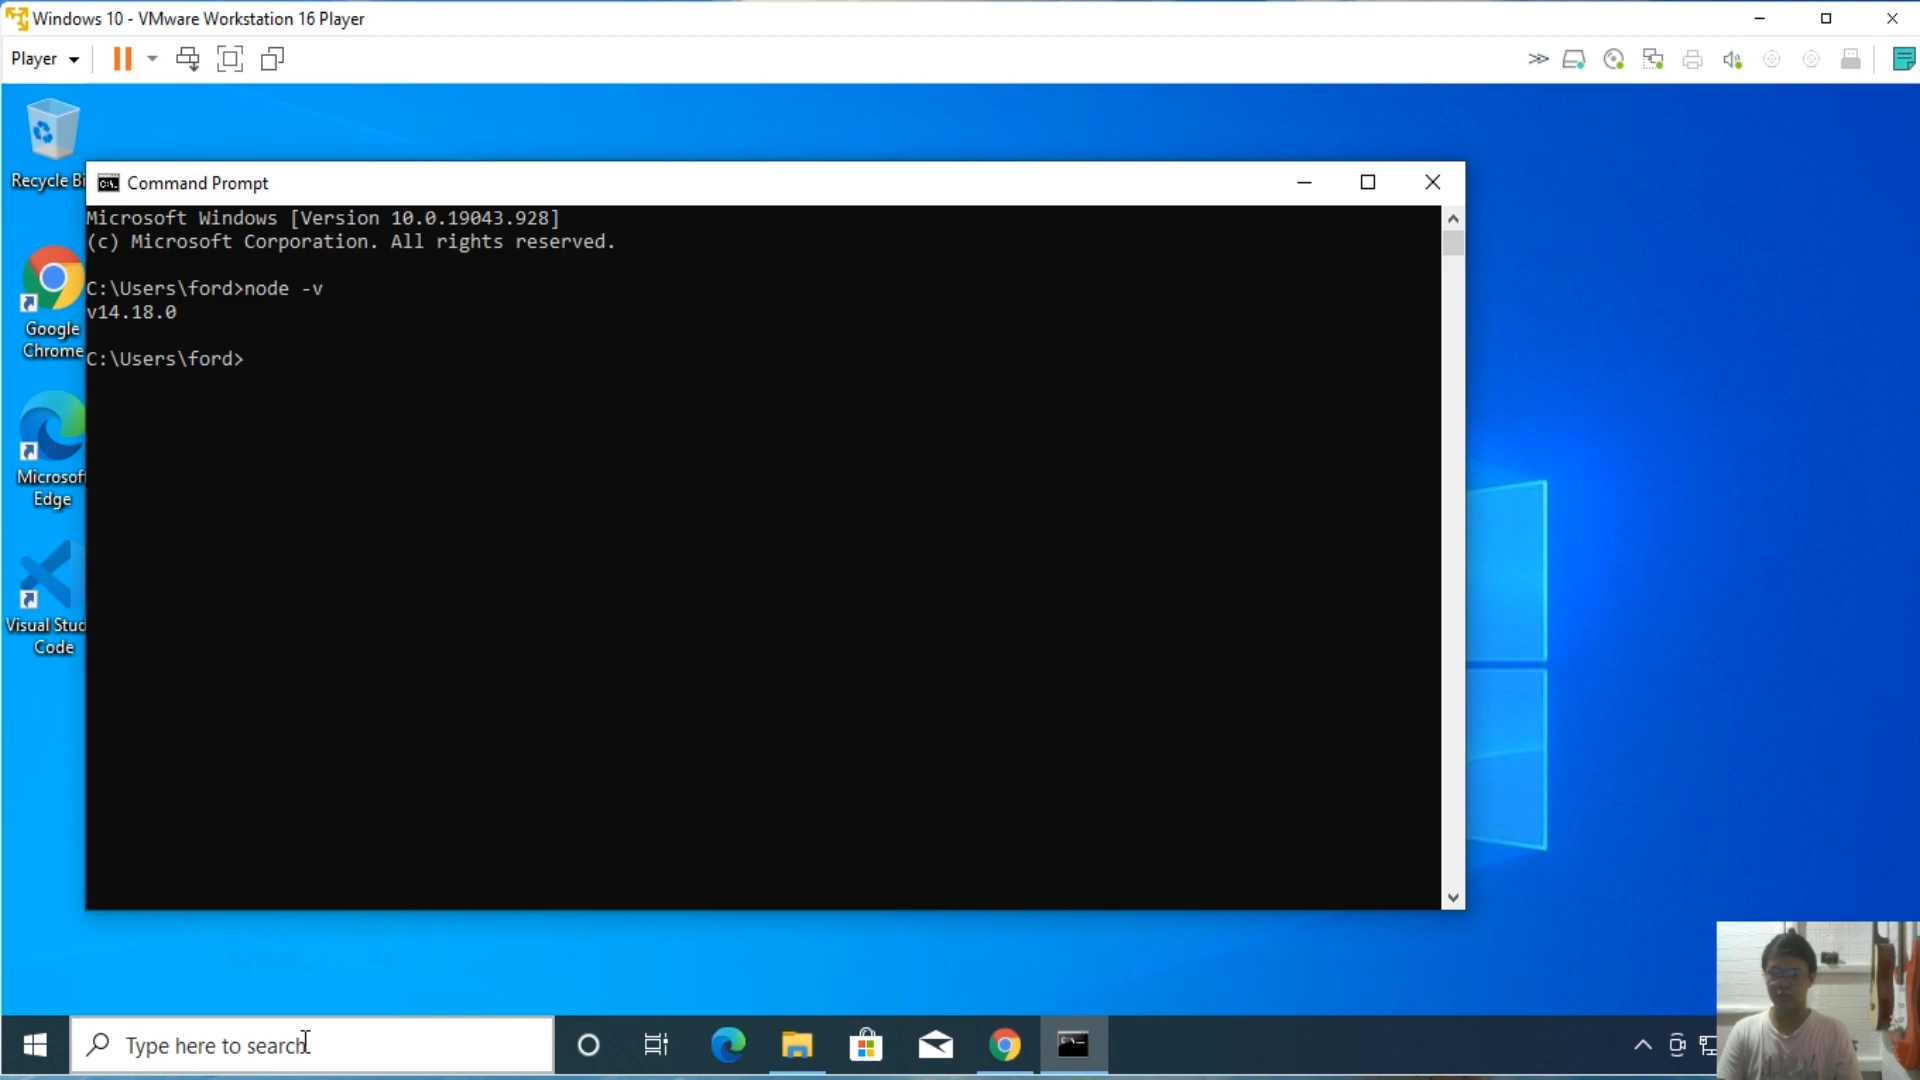 Windows 10 - VMware Workstation 16 Player
Player
Recycle Bi
Command Prompt
Microsoft Windows [Version 10.0.19043.928]
(c) Microsoft Corporation. All rights reserved.
C:\Users\ford>node -v
v14.18.0
C:\Users\ford>
Google
Chrome
Microsof
Edge
Visual Stud
Code
Type here to search